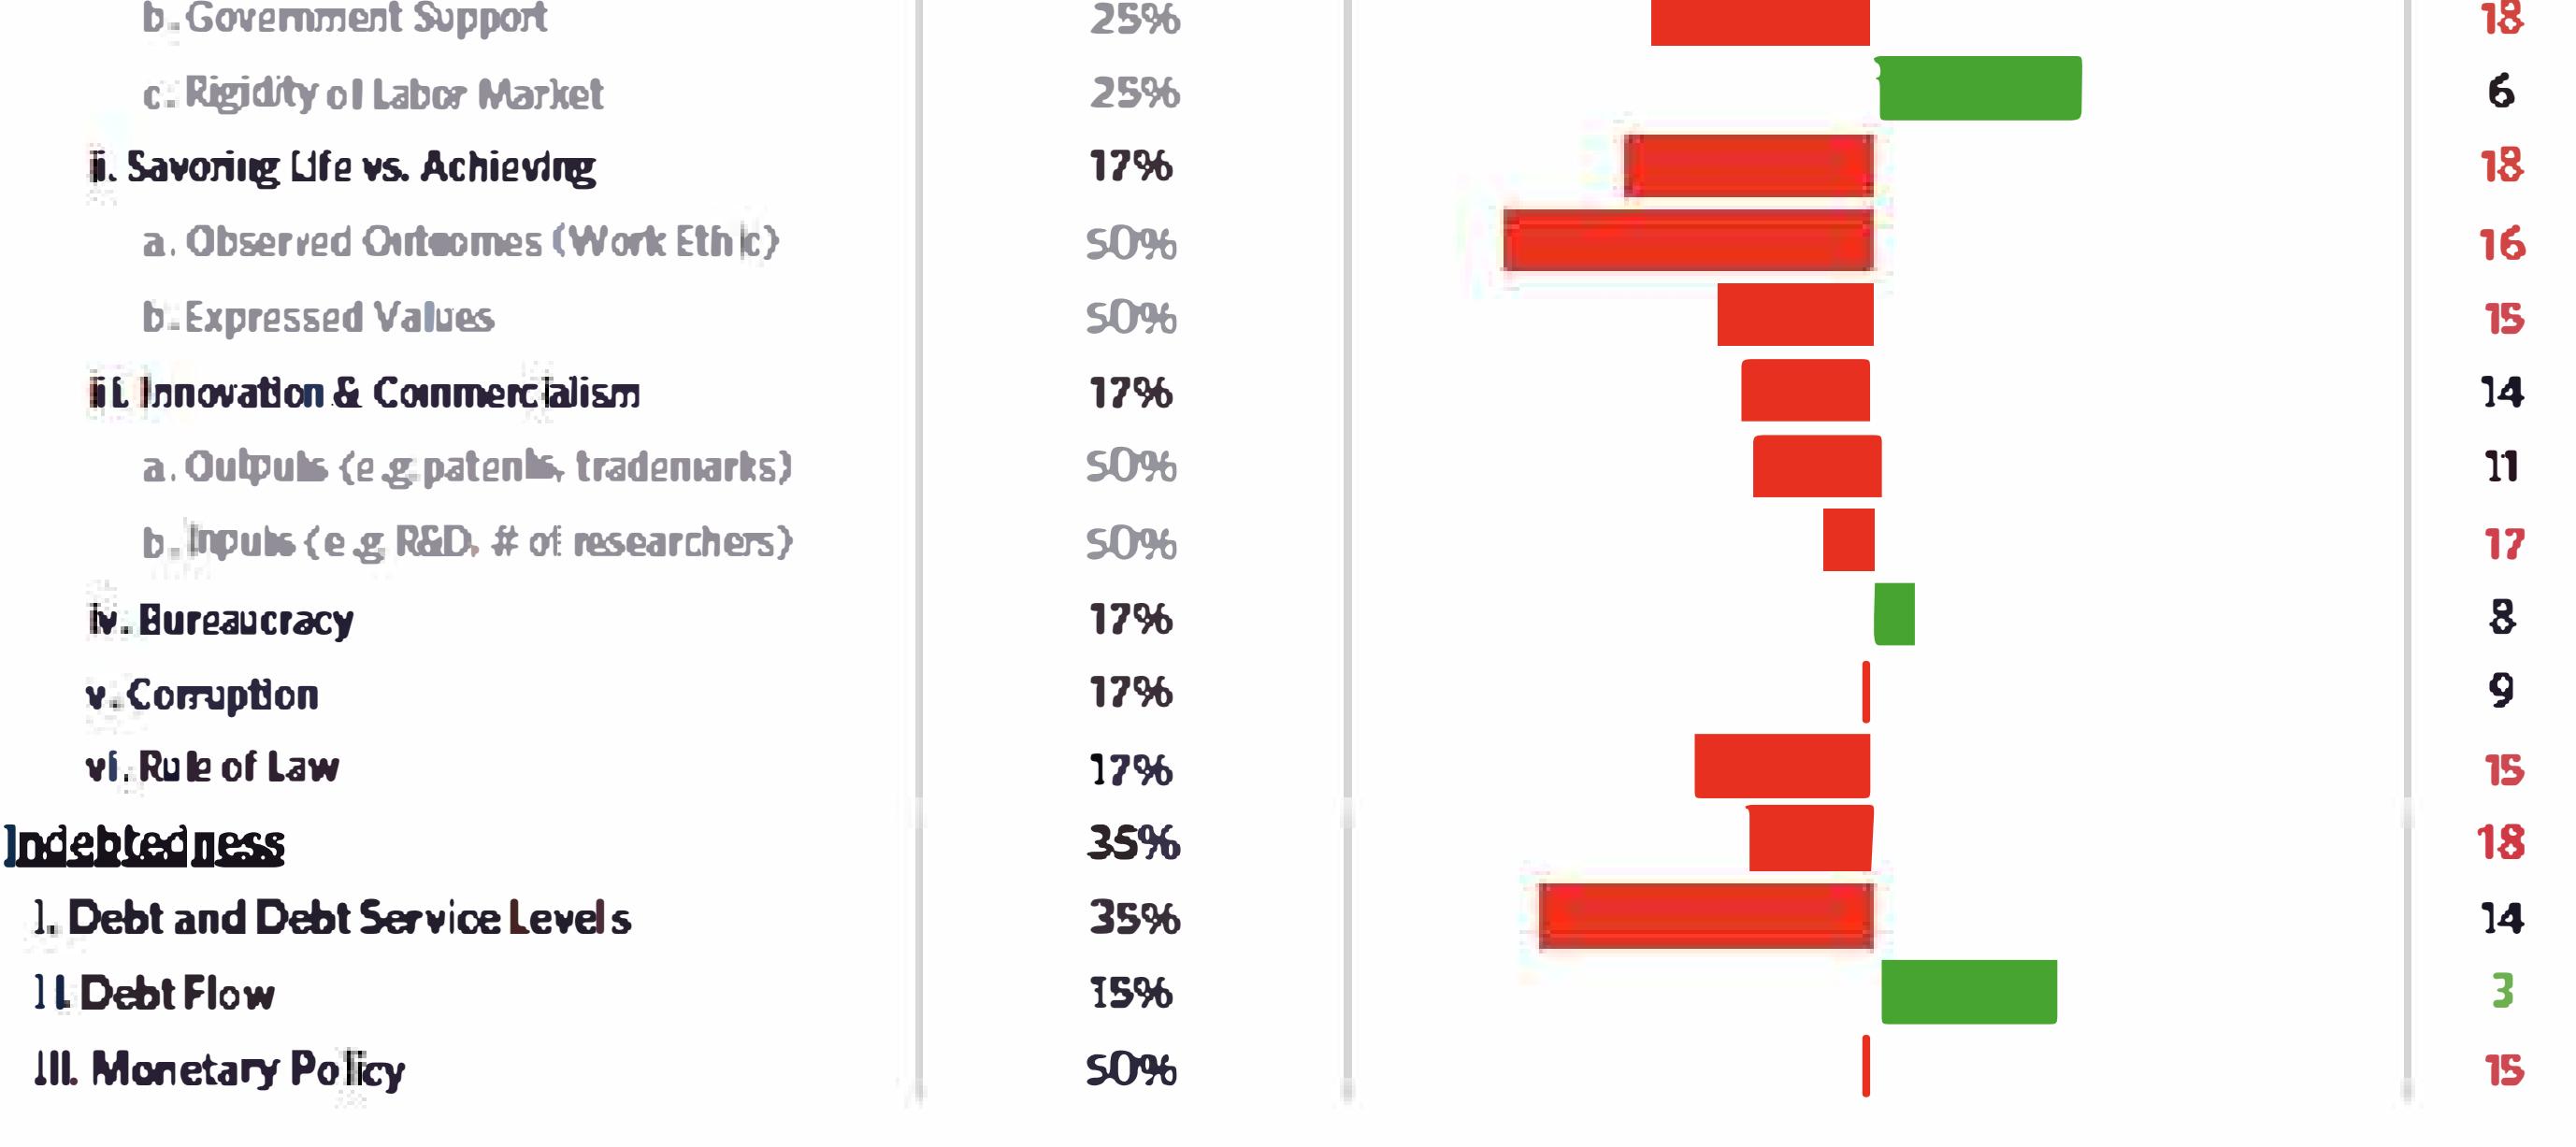 b. Government Support 25% 18
c. Rigidity of Labor Market 25% 6
ii. Savoring Life vs. Achieving 17% 18
a. Observed Outcomes (Work Ethic) 50% 16
b. Expressed Values 50% 15
iii. Innovation & Commercialism 17% 14
a. Outputs (e.g. patents, trademarks) 50% 11
b. Inputs (e.g. R&D, # of researchers) 50% 17
iv. Bureaucracy 17% 8
v. Corruption 17% 9
vi. Rule of Law 17% 15
Indebtedness 35% 18
I. Debt and Debt Service Levels 35% 14
II. Debt Flow 15% 3
III. Monetary Policy 50% 15